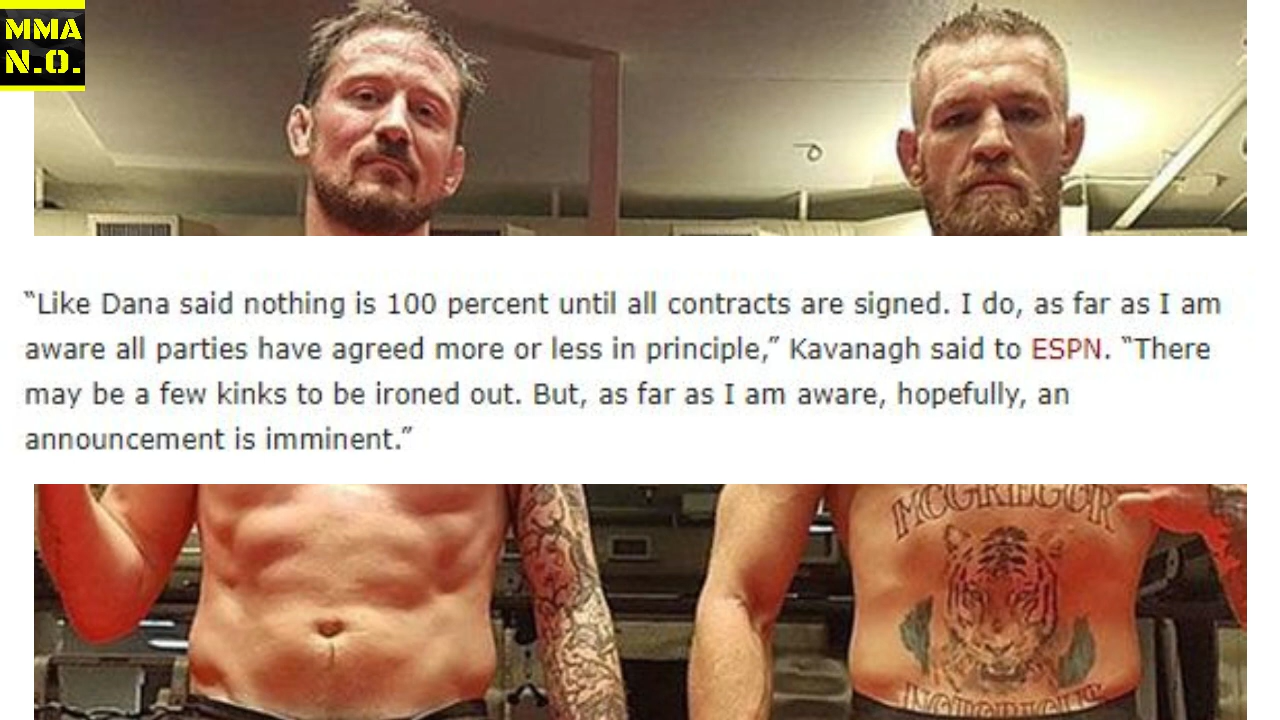 MMA
N.O.
“Like Dana said nothing is 100 percent until all contracts are signed. I do, as far as I am
aware all parties have agreed more or less in principle,” Kavanagh said to ESPN. “There
may be a few kinks to be ironed out. But, as far as I am aware, hopefully, an
announcement is imminent.”
MCGREGOR
NOTORIOUS